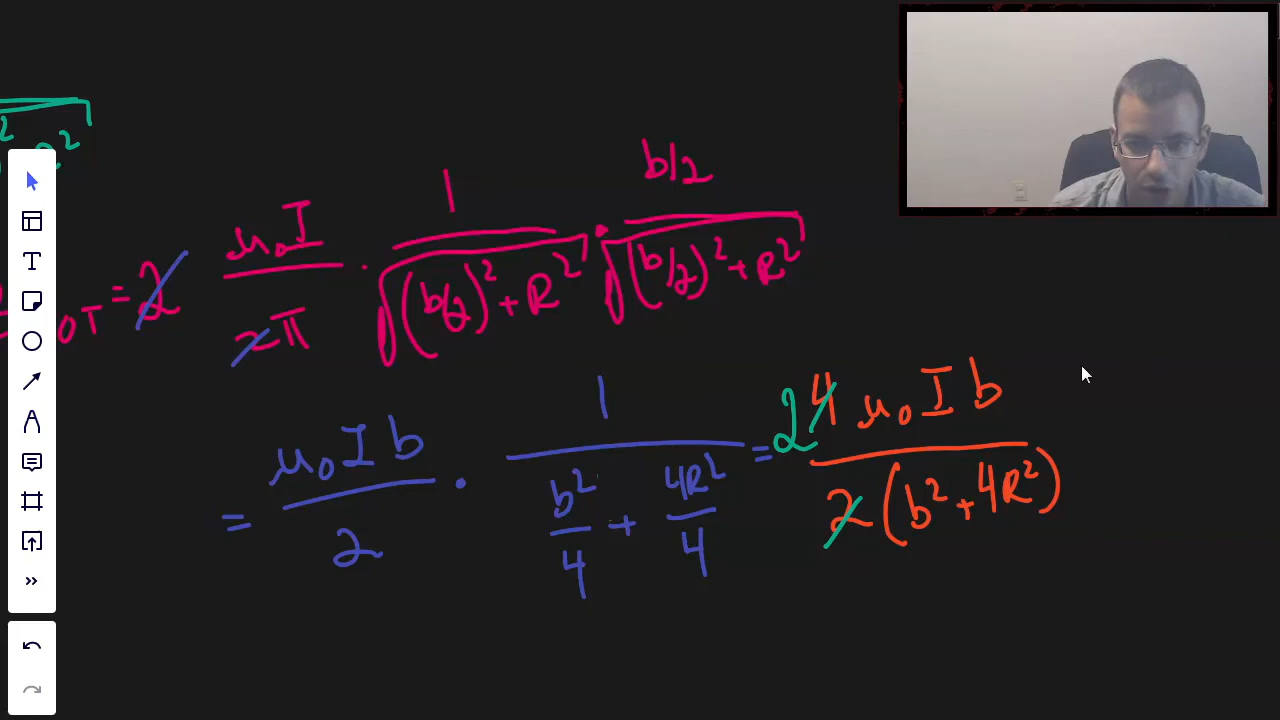 OT = 2 μ₀I / 2π · 1 / √((b/2)² + R²) · b/2 / √((b/2)² + R²)
= μ₀Ib / 2 · 1 / (b²/4 + 4R²/4) = 2 4 μ₀Ib / 2(b² + 4R²)